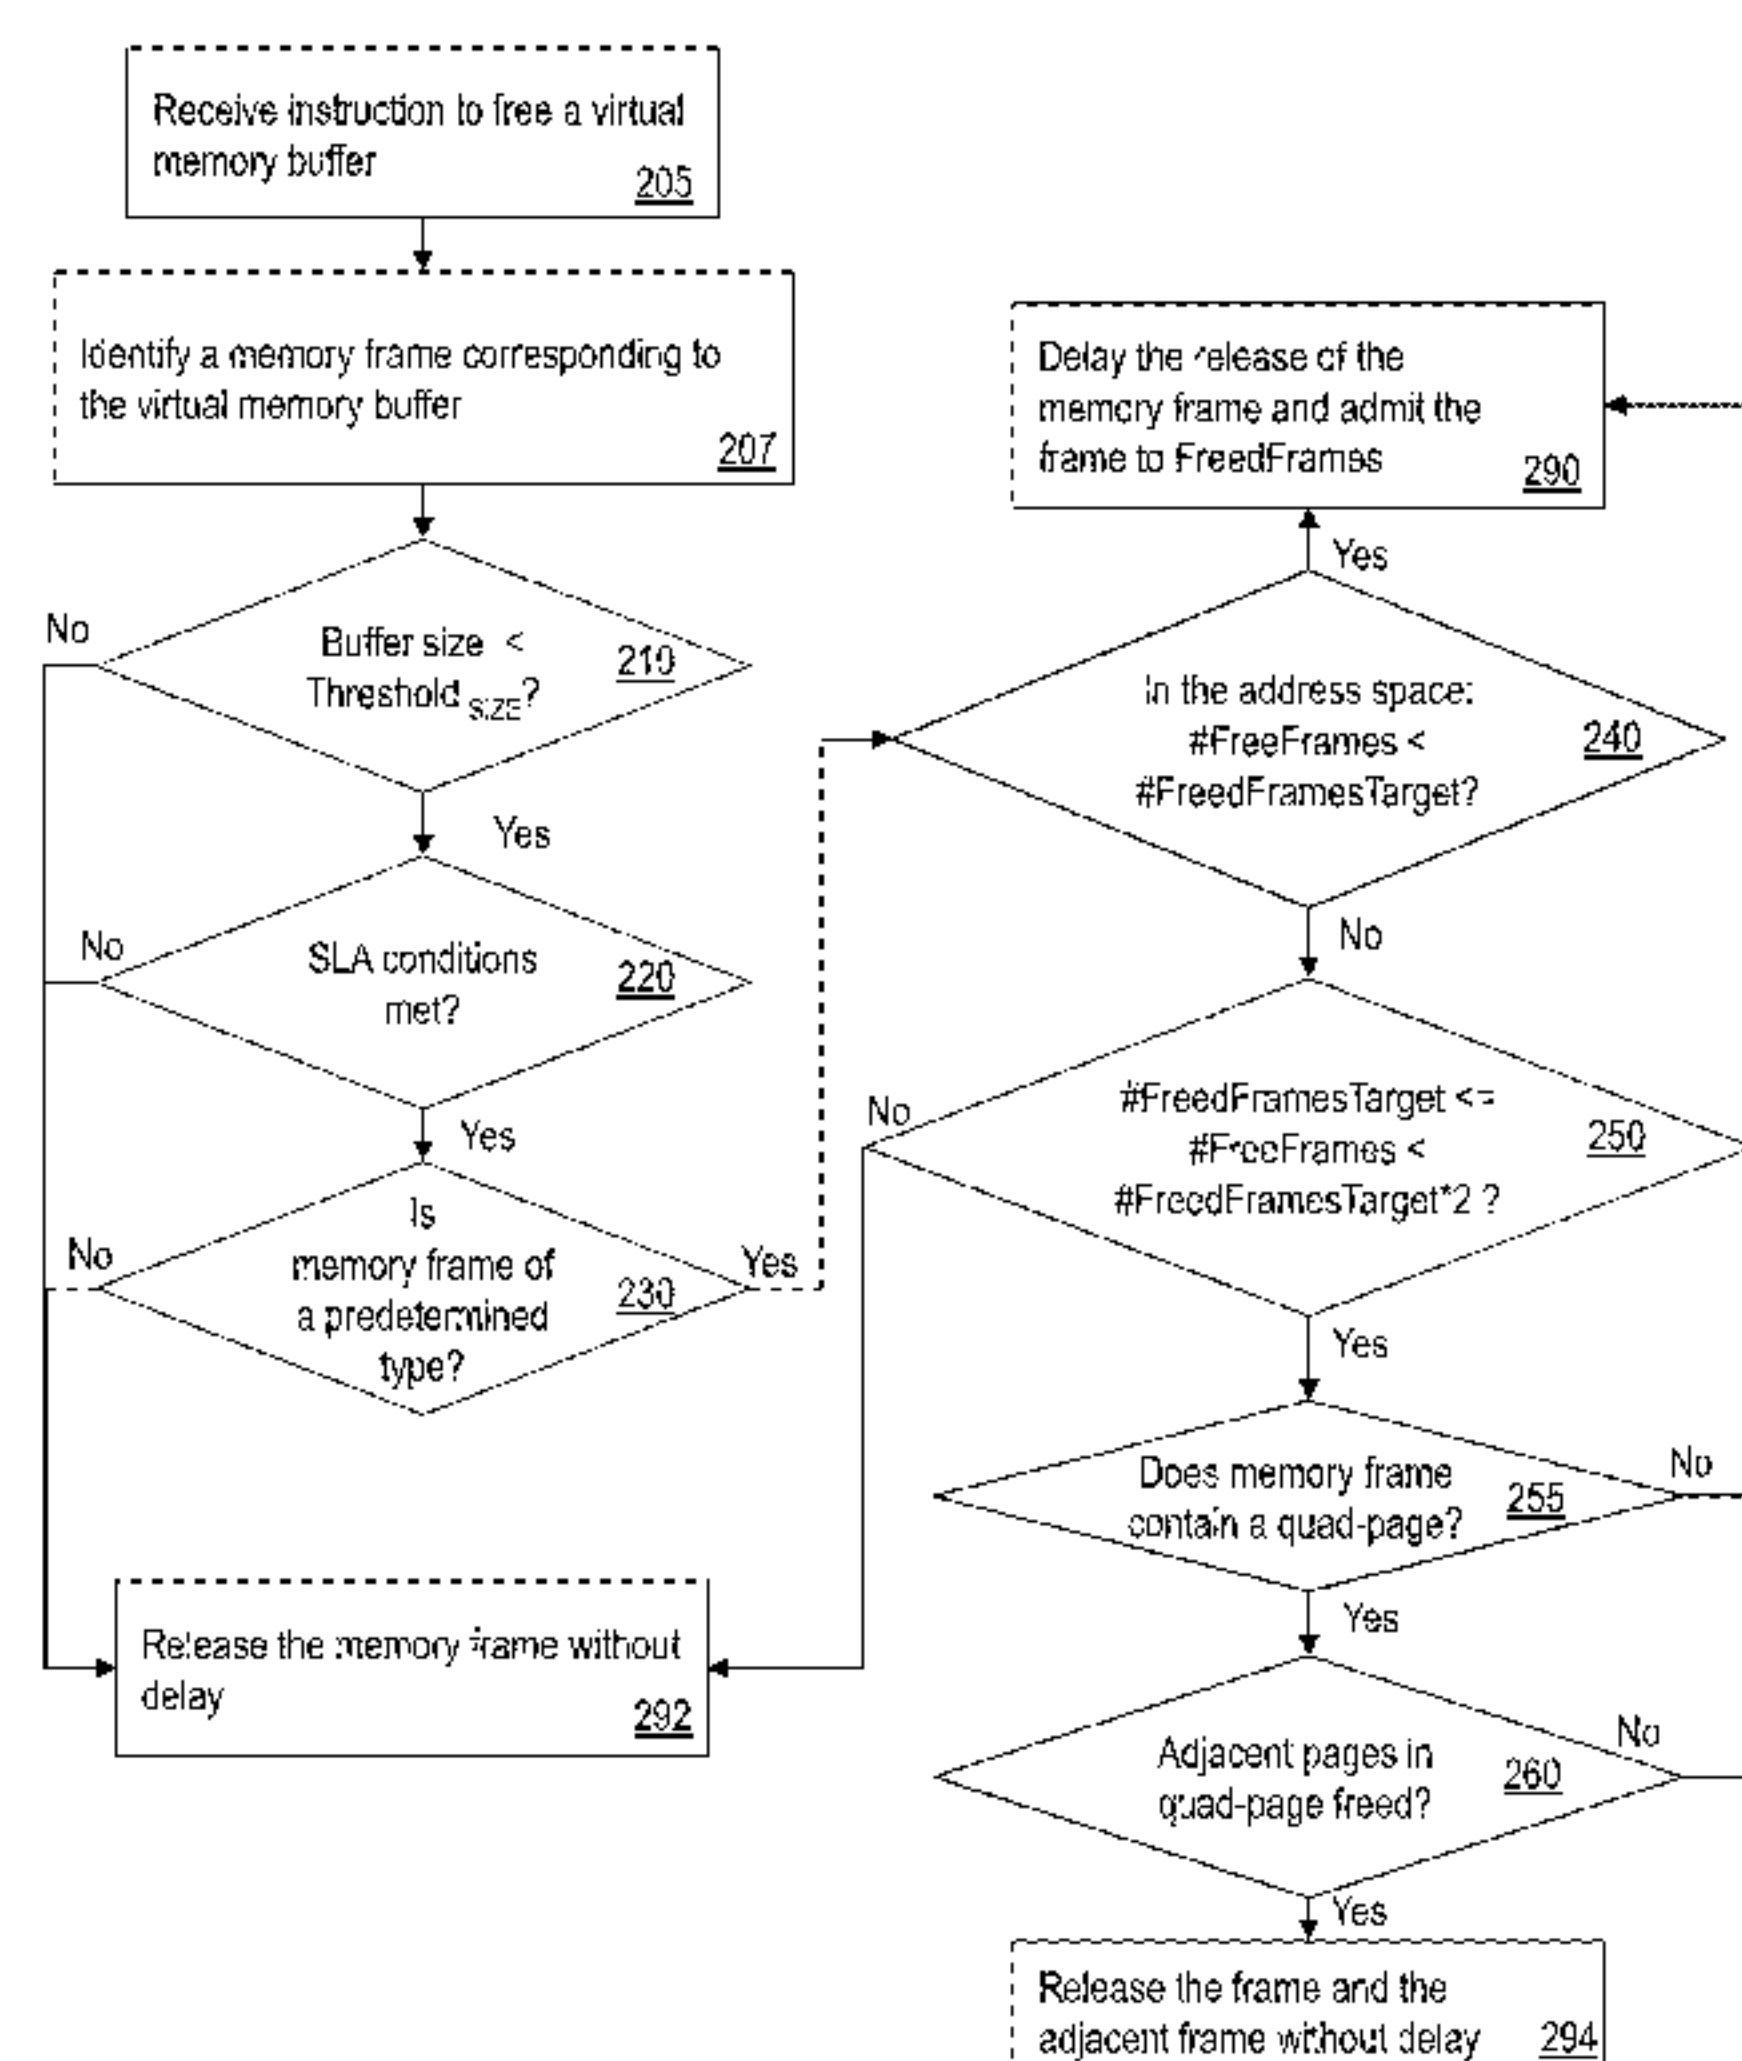 Receive instruction to free a virtual
memory buffer
205
Identify a memory frame corresponding to
the virtual memory buffer
207
No
Buffer size <
Threshold SIZE?
210
Yes
No
SLA conditions
met?
220
Yes
No
Is
memory frame of
a predetermined
type?
230
Yes
Release the memory frame without
delay
292
Delay the release of the
memory frame and admit the
frame to FreedFrames
290
Yes
In the address space:
#FreeFrames <
#FreedFramesTarget?
240
No
No
#FreedFramesTarget <=
#FreeFrames <
#FreedFramesTarget*2 ?
250
Yes
Does memory frame
contain a quad-page?
255
No
Yes
Adjacent pages in
quad-page freed?
260
No
Yes
Release the frame and the
adjacent frame without delay
294